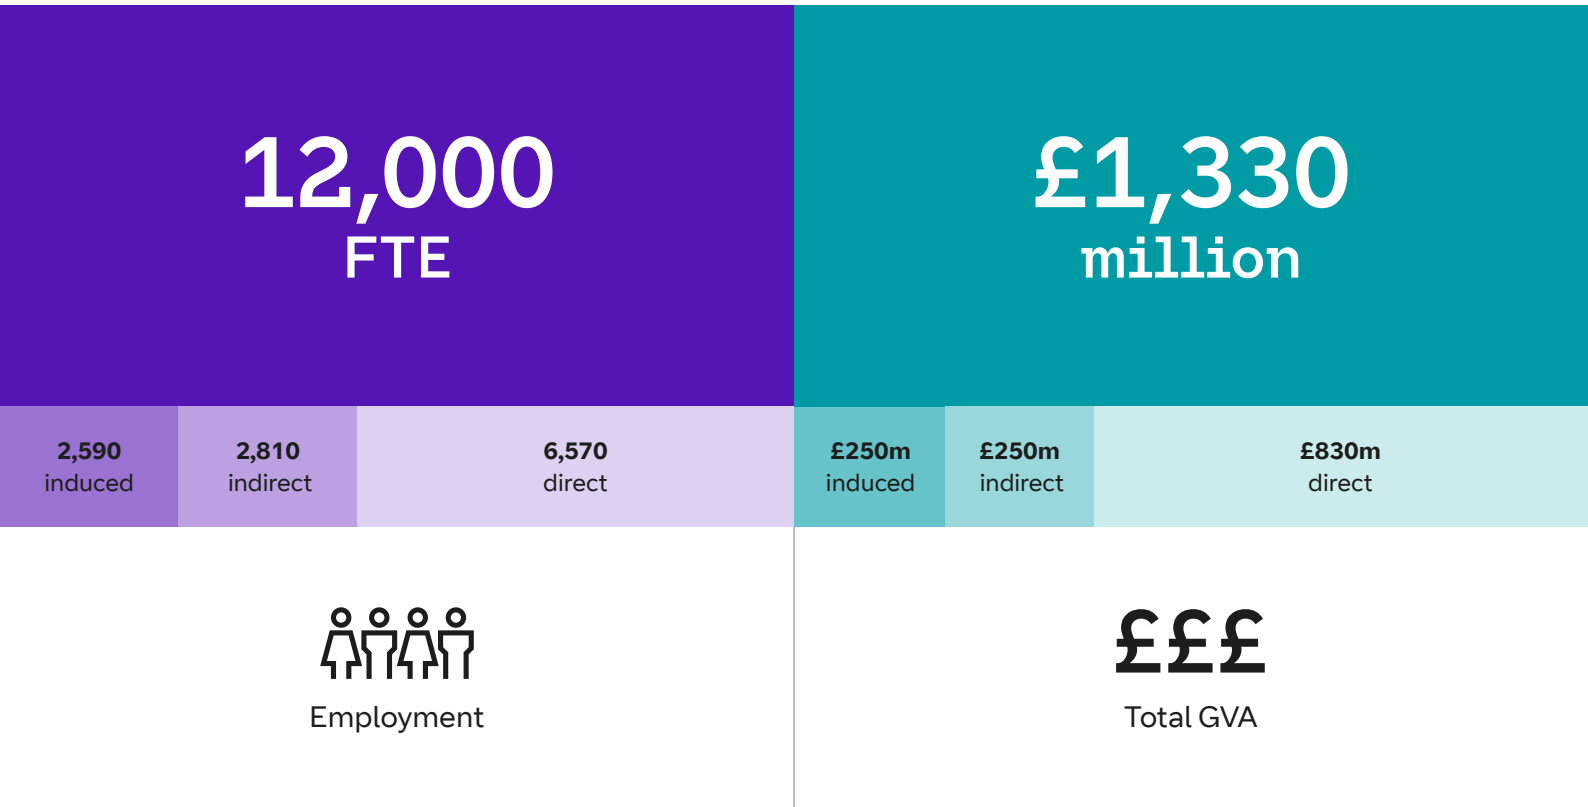 12,000
FTE
£1,330
million
2,590
induced
2,810
indirect
6,570
direct
£250m
induced
£250m
indirect
£830m
direct
Employment
£££
Total GVA